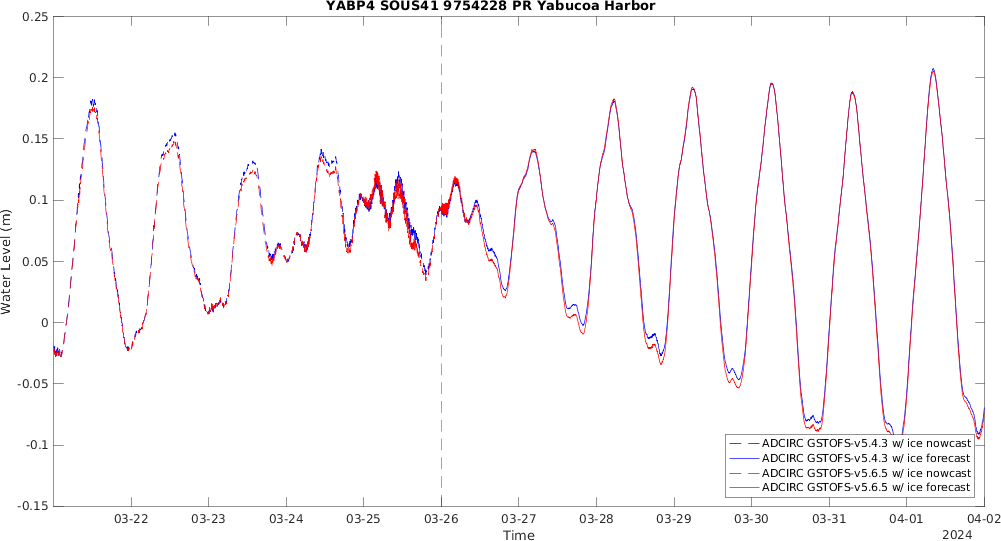 YABP4 SOUS41 9754228 PR Yabucoa Harbor
0.25
0.2
0.15
0.1
0.05
0
-0.05
-0.1
-0.15
Water Level (m)
03-22 03-23 03-24 03-25 03-26 03-27 03-28 03-29 03-30 03-31 04-01 04-02
Time
2024
ADCIRC GSTOFS-v5.4.3 w/ ice nowcast
ADCIRC GSTOFS-v5.4.3 w/ ice forecast
ADCIRC GSTOFS-v5.6.5 w/ ice nowcast
ADCIRC GSTOFS-v5.6.5 w/ ice forecast